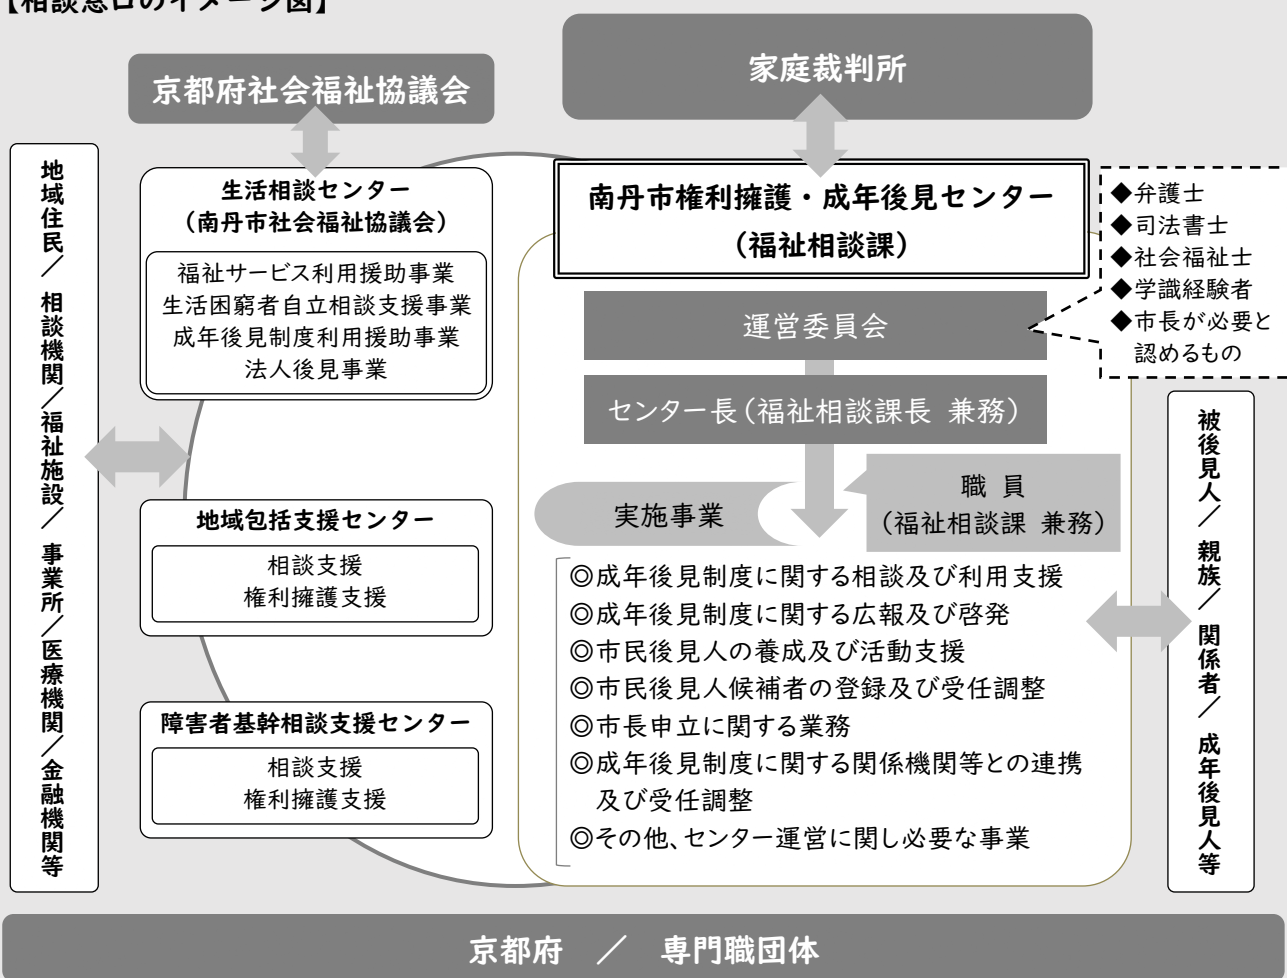 【相談窓口のイメージ図】
京都府社会福祉協議会
家庭裁判所
地域住民／ 相談機関／福祉施設／ 事業所／医療機関／金融機関等
生活相談センター
（南丹市社会福祉協議会）
福祉サービス利用援助事業
生活困窮者自立相談支援事業
成年後見制度利用援助事業
法人後見事業
地域包括支援センター
相談支援
権利擁護支援
障害者基幹相談支援センター
相談支援
権利擁護支援
南丹市権利擁護・成年後見センター
（福祉相談課）
◆弁護士
◆司法書士
◆社会福祉士
◆学識経験者
◆市長が必要と
認めるもの
運営委員会
センター長（福祉相談課長 兼務）
職 員
（福祉相談課 兼務）
実施事業
◎成年後見制度に関する相談及び利用支援
◎成年後見制度に関する広報及び啓発
◎市民後見人の養成及び活動支援
◎市民後見人候補者の登録及び受任調整
◎市長申立に関する業務
◎成年後見制度に関する関係機関等との連携
及び受任調整
◎その他、センター運営に関し必要な事業
被後見人／ 親族／ 関係者／ 成年後見人等
京都府 ／ 専門職団体